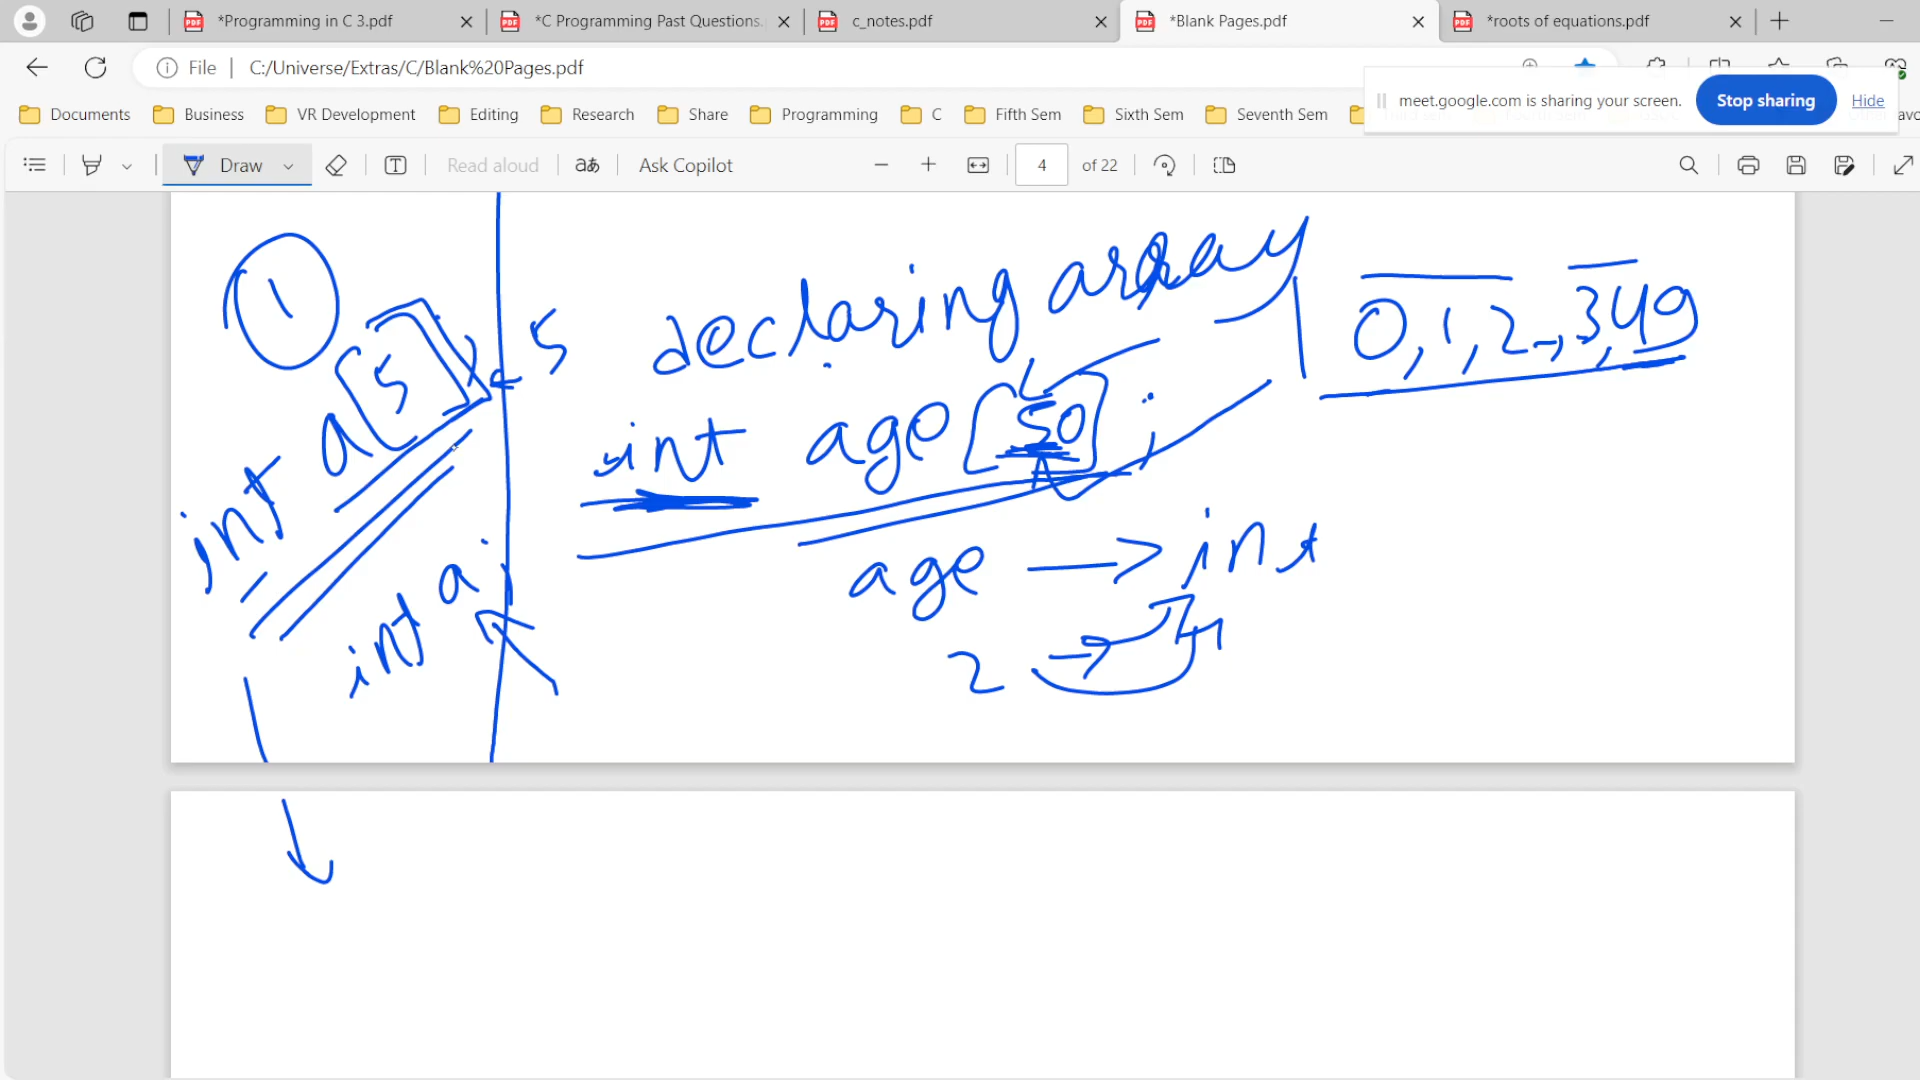 *Programming in C 3.pdf
*C Programming Past Questions.
c_notes.pdf
*Blank Pages.pdf
*roots of equations.pdf
File
C:/Universe/Extras/C/Blank%20Pages.pdf
meet.google.com is sharing your screen.
Stop sharing
Hide
Documents
Business
VR Development
Editing
Research
Share
Programming
C
Fifth Sem
Sixth Sem
Seventh Sem
Draw
Read aloud
Ask Copilot
4
of 22
1
declaring array
0, 1, 2
5
int a[5];
int age[50];
int a;
age → int
2 → 4